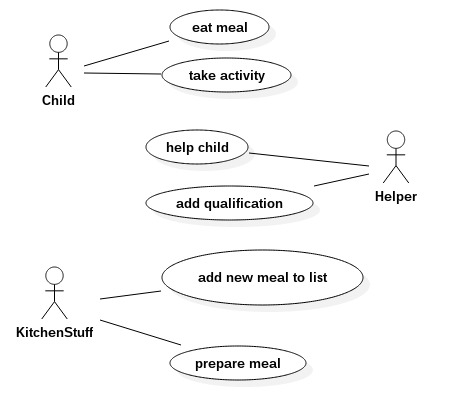 eat meal
take activity
Child
help child
add qualification
Helper
add new meal to list
KitchenStuff
prepare meal